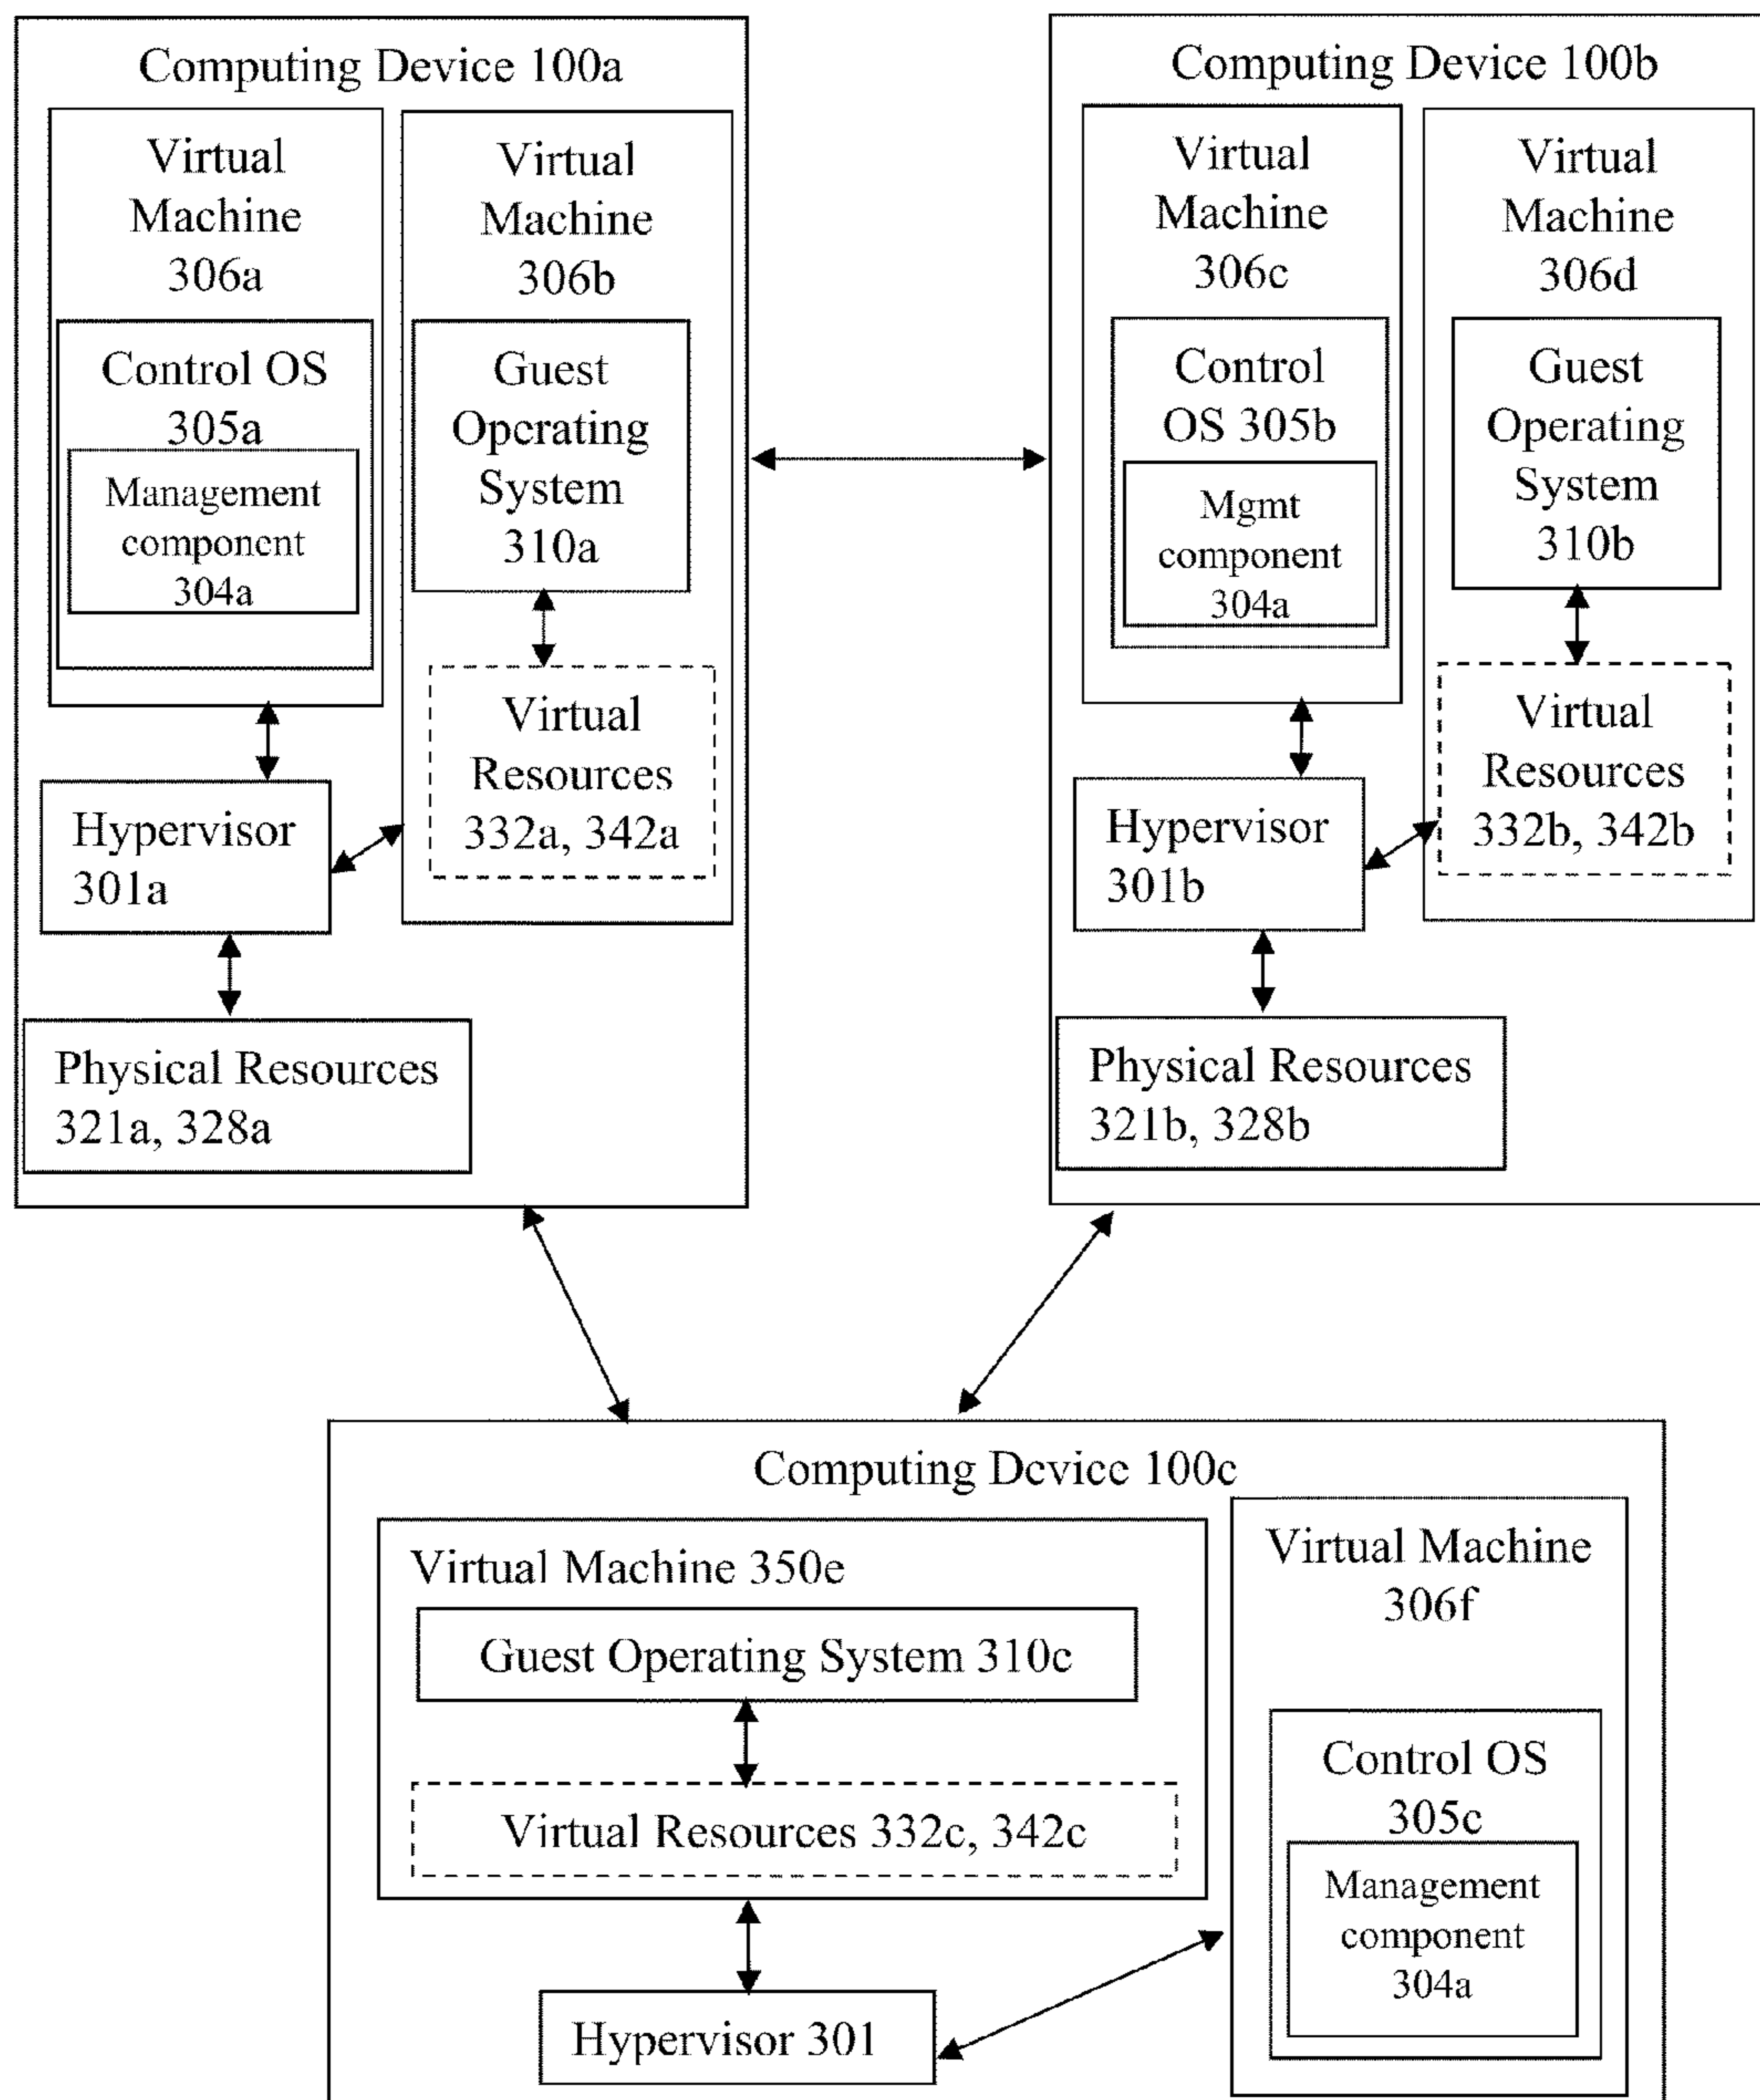 Computing Device 100a
Virtual
Machine
306a
Control OS
305a
Management
component
304a
Virtual
Machine
306b
Guest
Operating
System
310a
Virtual
Resources
332a, 342a
Hypervisor
301a
Physical Resources
321a, 328a
Computing Device 100b
Virtual
Machine
306c
Control
OS 305b
Mgmt
component
304a
Virtual
Machine
306d
Guest
Operating
System
310b
Virtual
Resources
332b, 342b
Hypervisor
301b
Physical Resources
321b, 328b
Computing Device 100c
Virtual Machine 350e
Guest Operating System 310c
Virtual Resources 332c, 342c
Hypervisor 301
Virtual Machine
306f
Control OS
305c
Management
component
304a